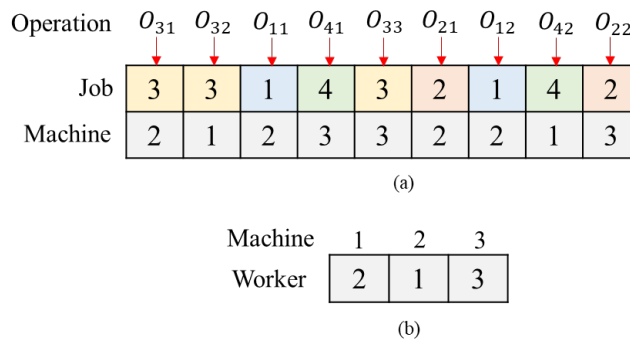 Operation O31 O32 O11 O41 O33 O21 O12 O42 O22
Job 3 3 1 4 3 2 1 4 2
Machine 2 1 2 3 3 2 2 1 3
(a)
Machine 1 2 3
Worker 2 1 3
(b)